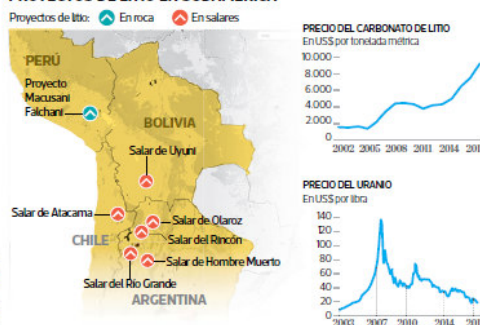 Proyectos de litio: En roca En salares
PERÚ
Proyecto
Macusani
Falchani
BOLIVIA
Salar de Uyuni
Salar de Atacama
Salar de Olaroz
CHILE
Salar del Rincón
Salar de Hombre Muerto
Salar del Río Grande
ARGENTINA
PRECIO DEL CARBONATO DE LITIO
En US$ por tonelada métrica
10.000
8.000
6.000
4.000
2.000
0
2002 2005 2008 2011 2014
PRECIO DEL URANIO
En US$ por libra
140
120
100
80
60
40
20
0
2003 2007 2010 2014